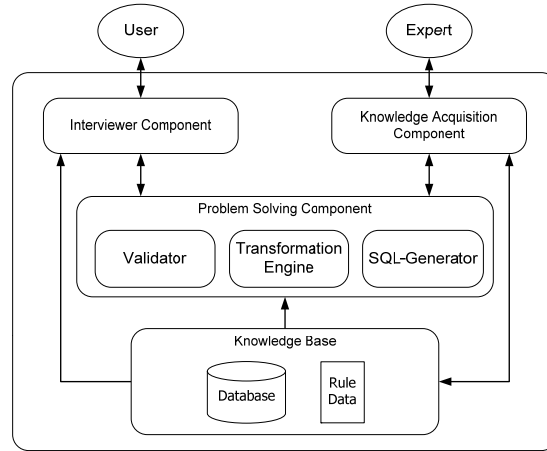 User
Expert
Interviewer Component
Knowledge Acquisition
Component
Problem Solving Component
Validator
Transformation
Engine
SQL-Generator
Knowledge Base
Database
Rule
Data